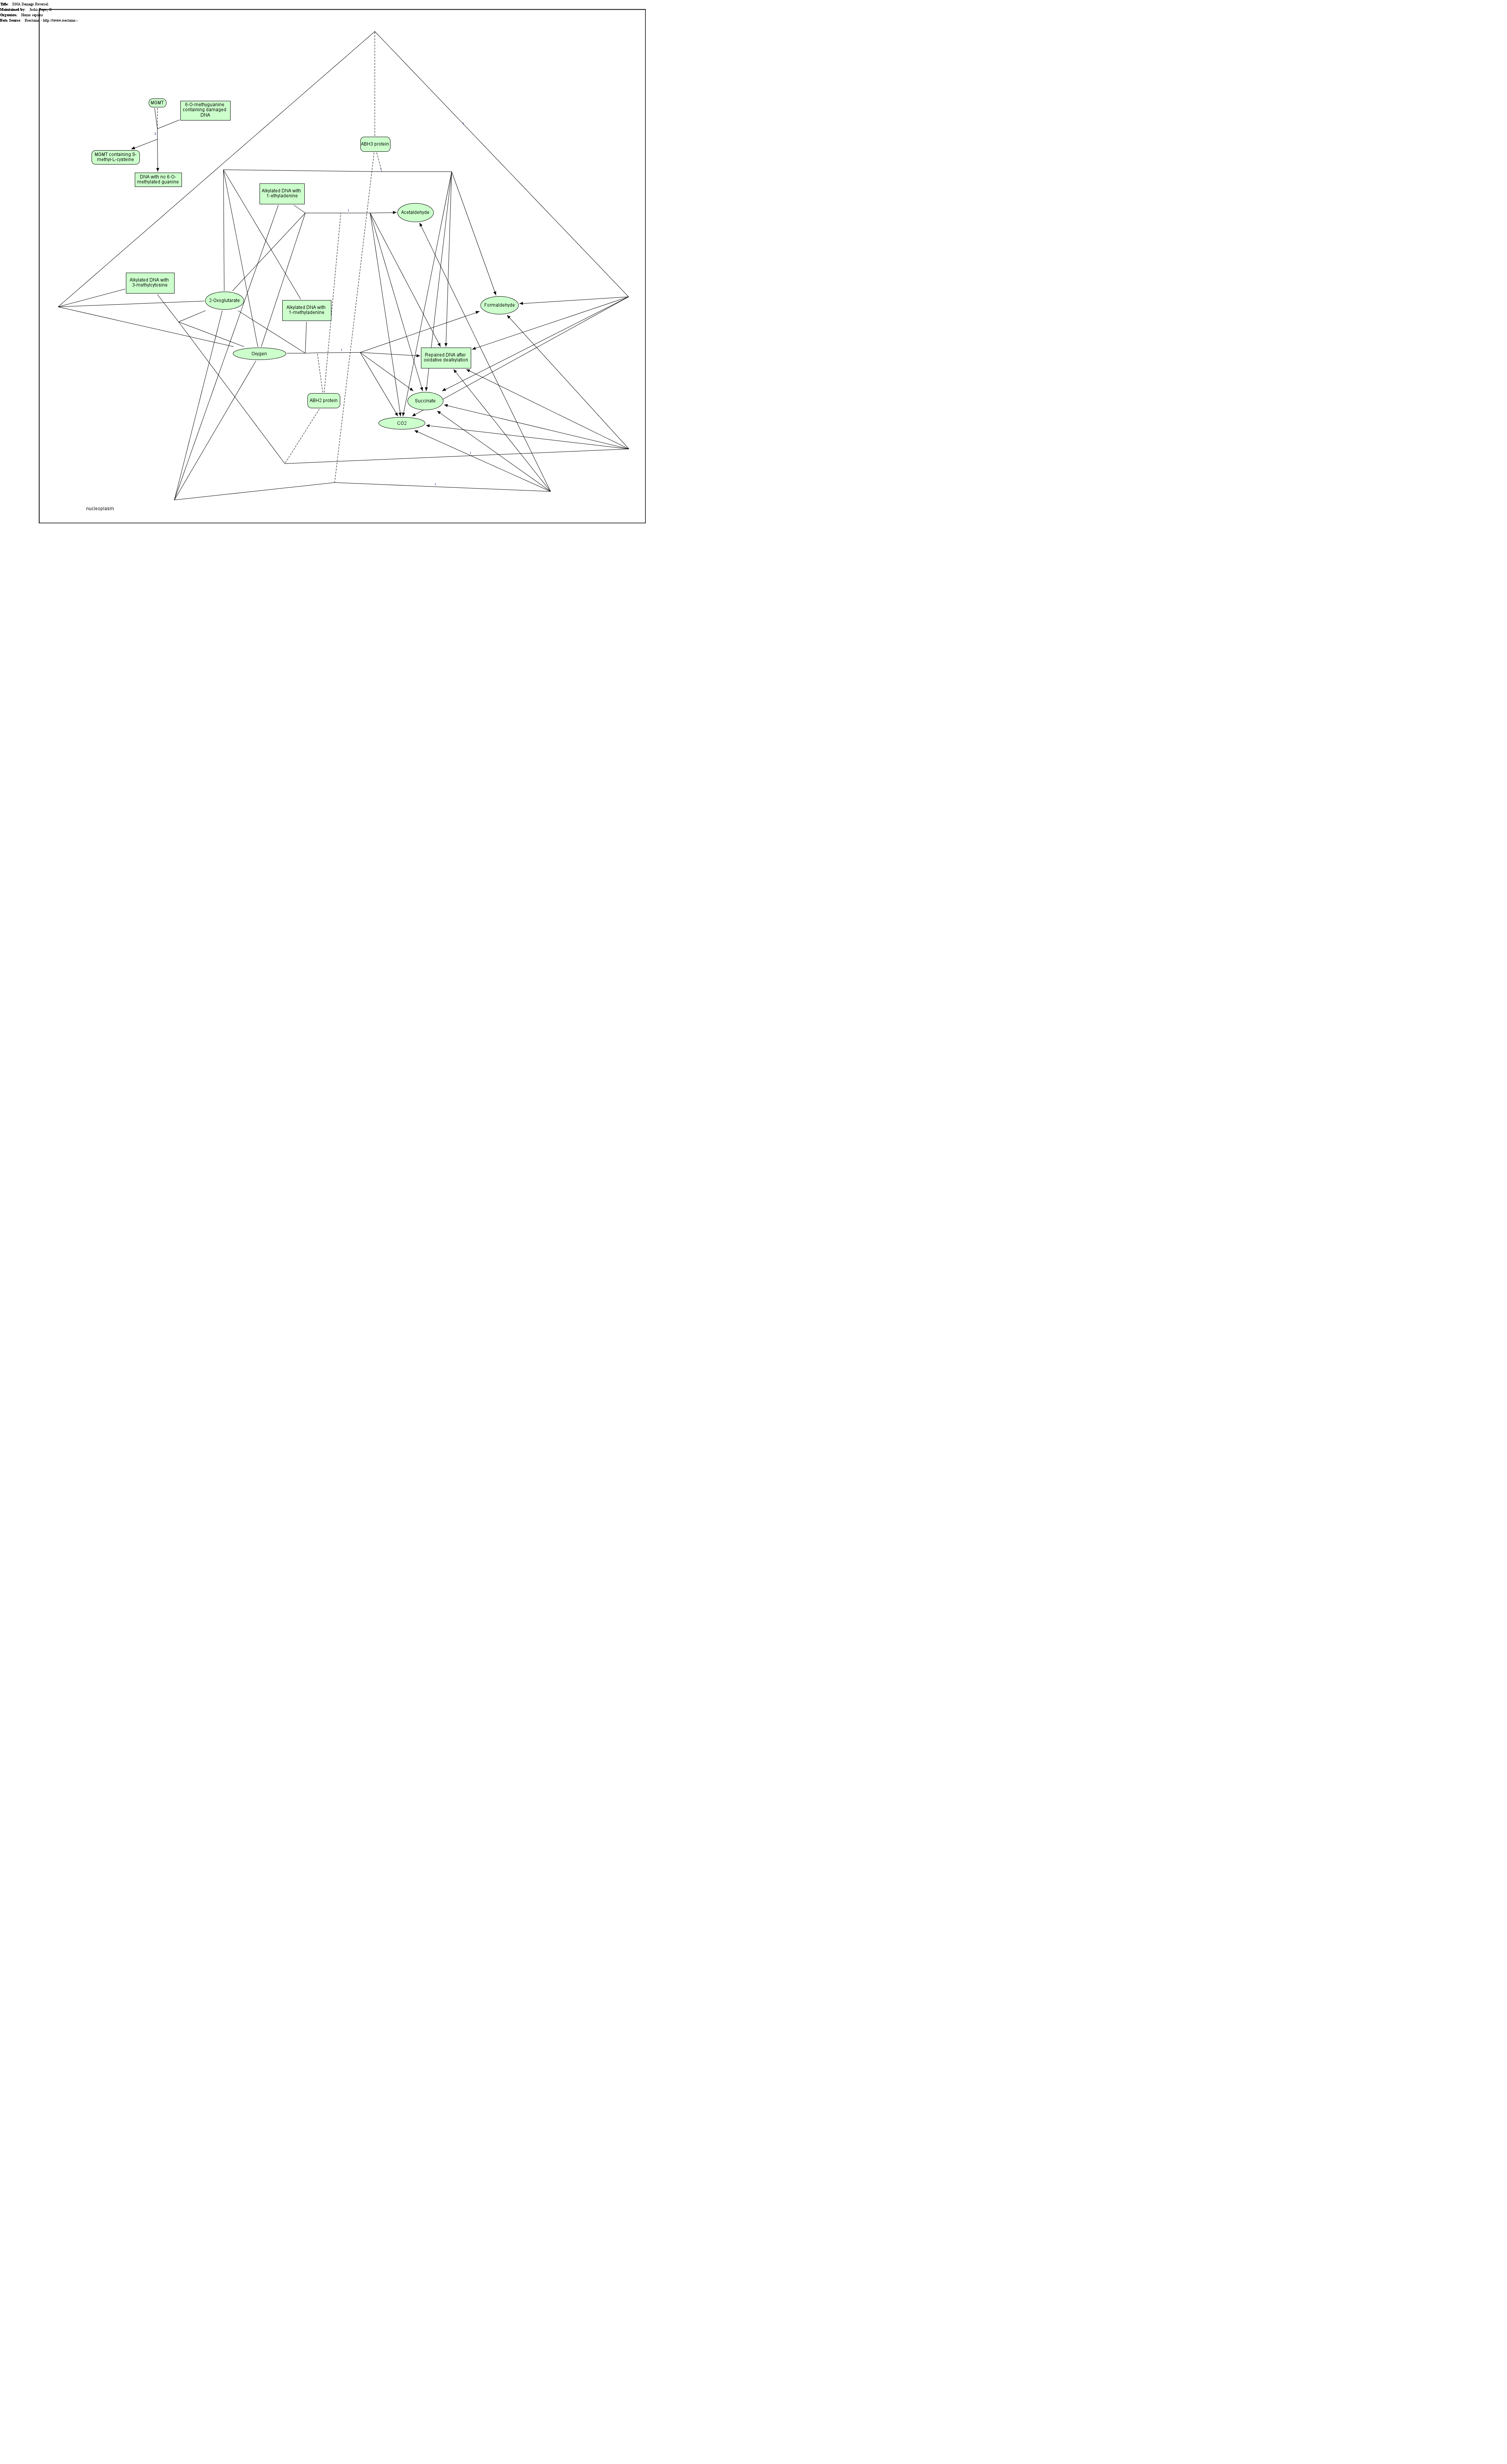 Title: DNA Damage Reversal
Maintained by:
Organism: Homo sapiens
Data Source: Reactome - http://www.reactome -
MGMT
6-O-methyguanine
containing damaged
DNA
MGMT containing S-
methyl-L-cysteine
DNA with no 6-O-
methylated guanine
ABH3 protein
Alkylated DNA with
1-ethyladenine
Acetaldehyde
Alkylated DNA with
3-methylcytosine
2-Oxoglutarate
Alkylated DNA with
1-methyladenine
Formaldehyde
Oxygen
Repaired DNA after
oxidative dealkylation
ABH2 protein
Succinate
CO2
nucleoplasm